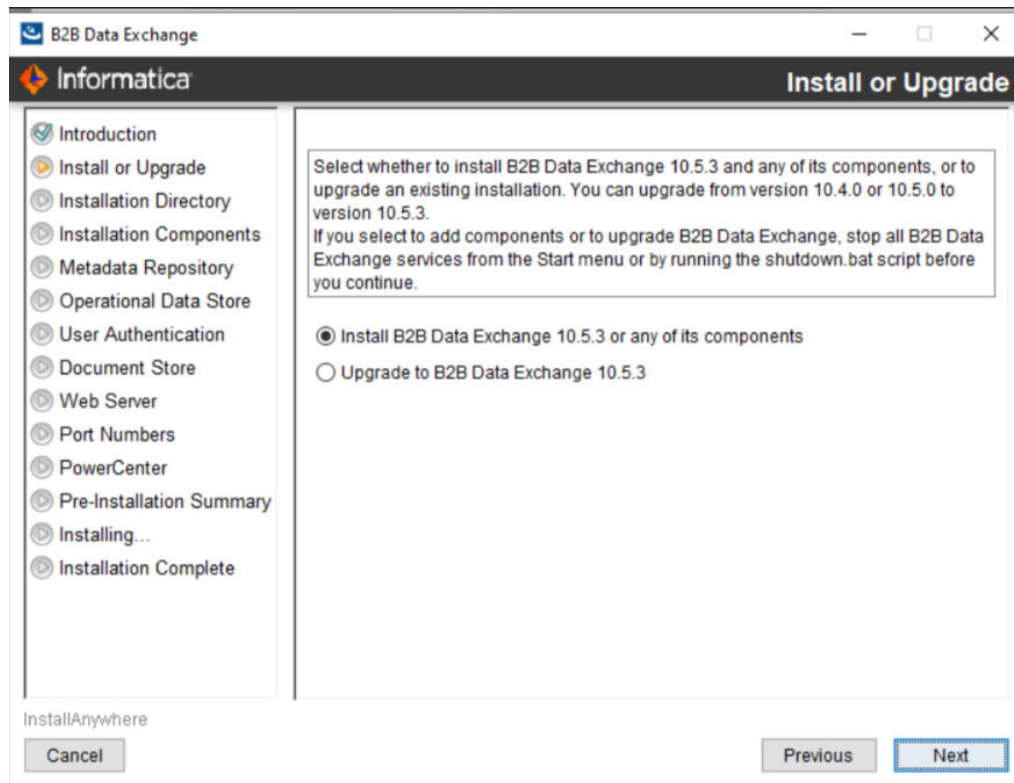 B2B Data Exchange
Informatica
Install or Upgrade
Introduction
Install or Upgrade
Installation Directory
Installation Components
Metadata Repository
Operational Data Store
User Authentication
Document Store
Web Server
Port Numbers
PowerCenter
Pre-Installation Summary
Installing...
Installation Complete
Select whether to install B2B Data Exchange 10.5.3 and any of its components, or to
upgrade an existing installation. You can upgrade from version 10.4.0 or 10.5.0 to
version 10.5.3.
If you select to add components or to upgrade B2B Data Exchange, stop all B2B Data
Exchange services from the Start menu or by running the shutdown.bat script before
you continue.
Install B2B Data Exchange 10.5.3 or any of its components
Upgrade to B2B Data Exchange 10.5.3
InstallAnywhere
Cancel
Previous
Next